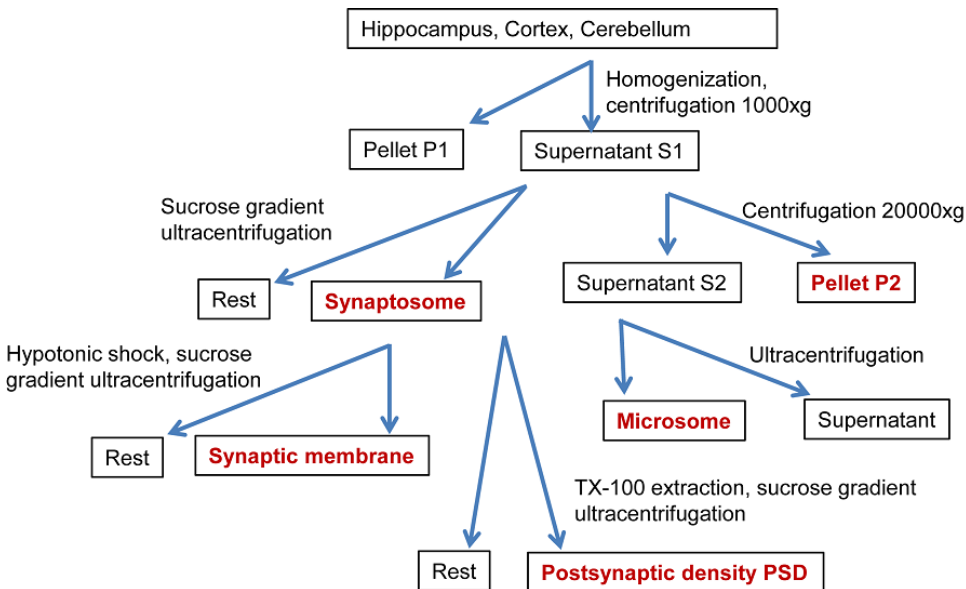 Hippocampus, Cortex, Cerebellum
Homogenization,
centrifugation 1000xg
Pellet P1
Supernatant S1
Sucrose gradient
ultracentrifugation
Centrifugation 20000xg
Rest
Synaptosome
Supernatant S2
Pellet P2
Hypotonic shock, sucrose
gradient ultracentrifugation
Ultracentrifugation
Rest
Synaptic membrane
Microsome
Supernatant
TX-100 extraction, sucrose gradient
ultracentrifugation
Rest
Postsynaptic density PSD